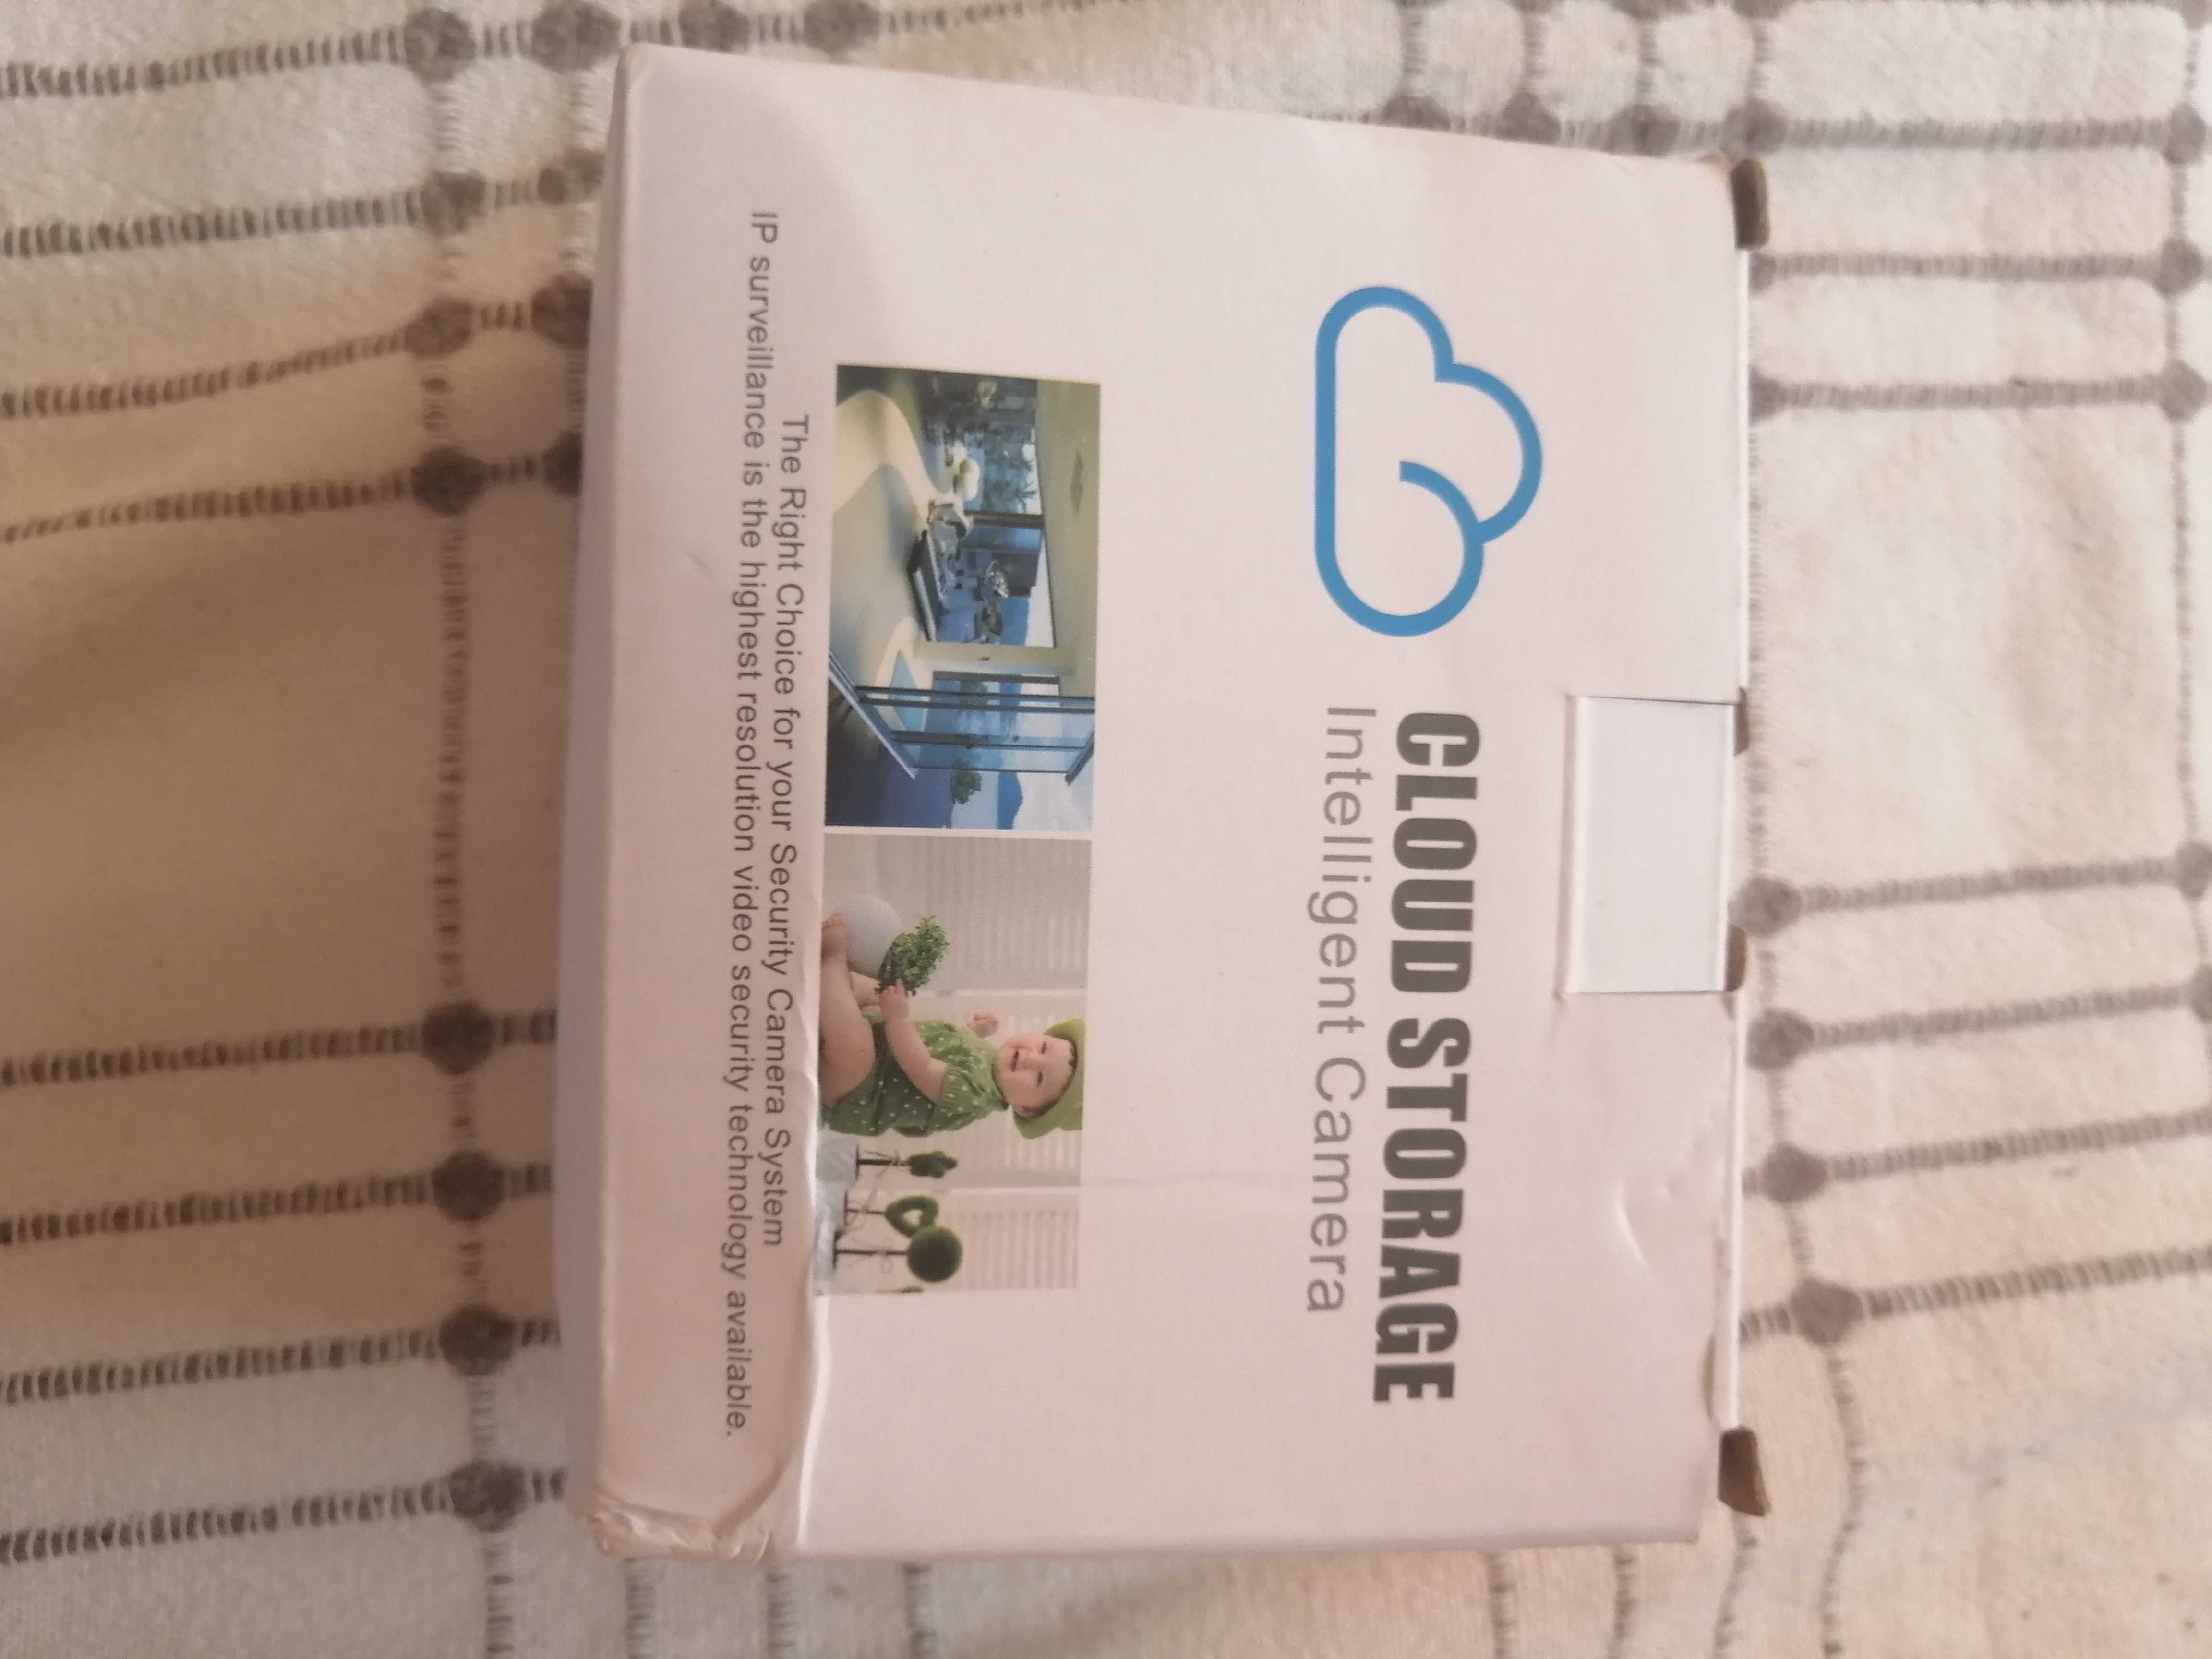 CLOUD STORAGE
Intelligent Camera
The Right Choice for your Security Camera System
IP surveillance is the highest resolution video security technology available.